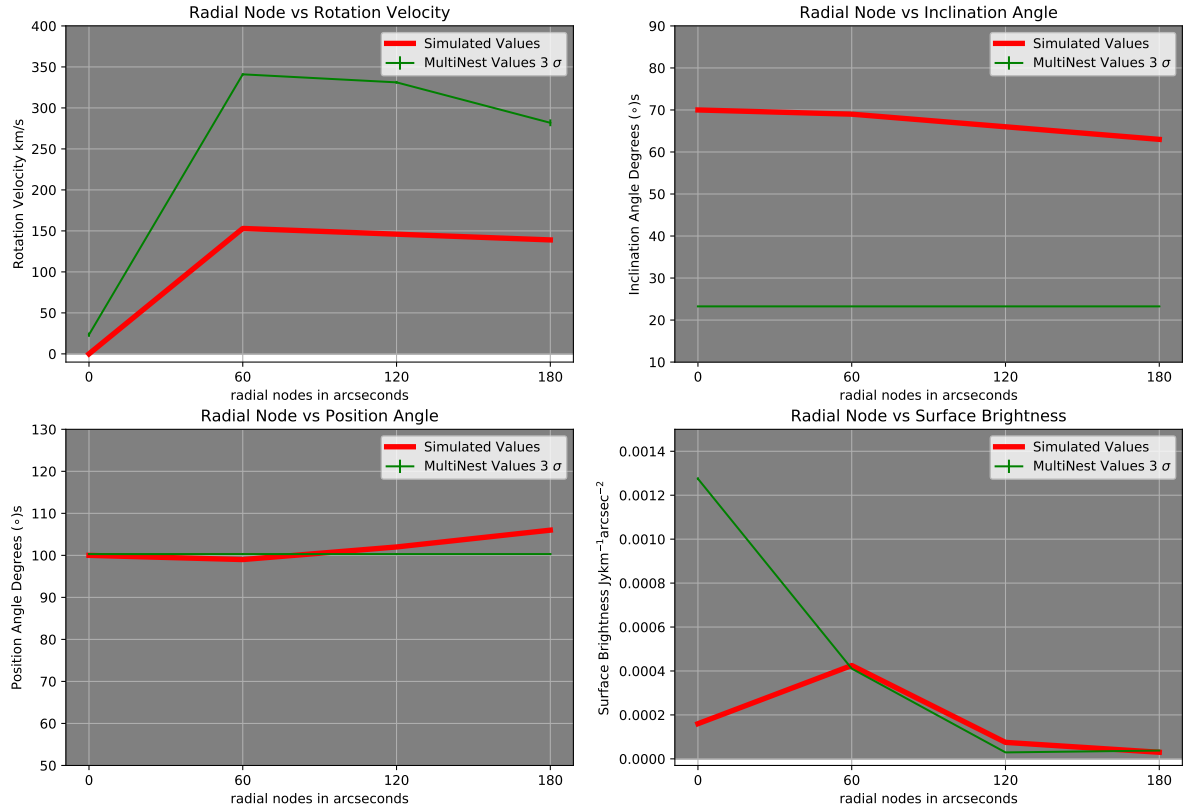 Radial Node vs Rotation Velocity
400
350
300
250
200
150
100
50
0
Rotation Velocity km/s
Simulated Values
MultiNest Values 3 σ
0 60 120 180
radial nodes in arcseconds
Radial Node vs Inclination Angle
90
80
70
60
50
40
30
20
10
Inclination Angle Degrees (∘)s
Simulated Values
MultiNest Values 3 σ
0 60 120 180
radial nodes in arcseconds
Radial Node vs Position Angle
130
120
110
100
90
80
70
60
50
Position Angle Degrees (∘)s
Simulated Values
MultiNest Values 3 σ
0 60 120 180
radial nodes in arcseconds
Radial Node vs Surface Brightness
0.0014
0.0012
0.0010
0.0008
0.0006
0.0004
0.0002
0.0000
Surface Brightness Jykm⁻¹arcsec⁻²
Simulated Values
MultiNest Values 3 σ
0 60 120 180
radial nodes in arcseconds